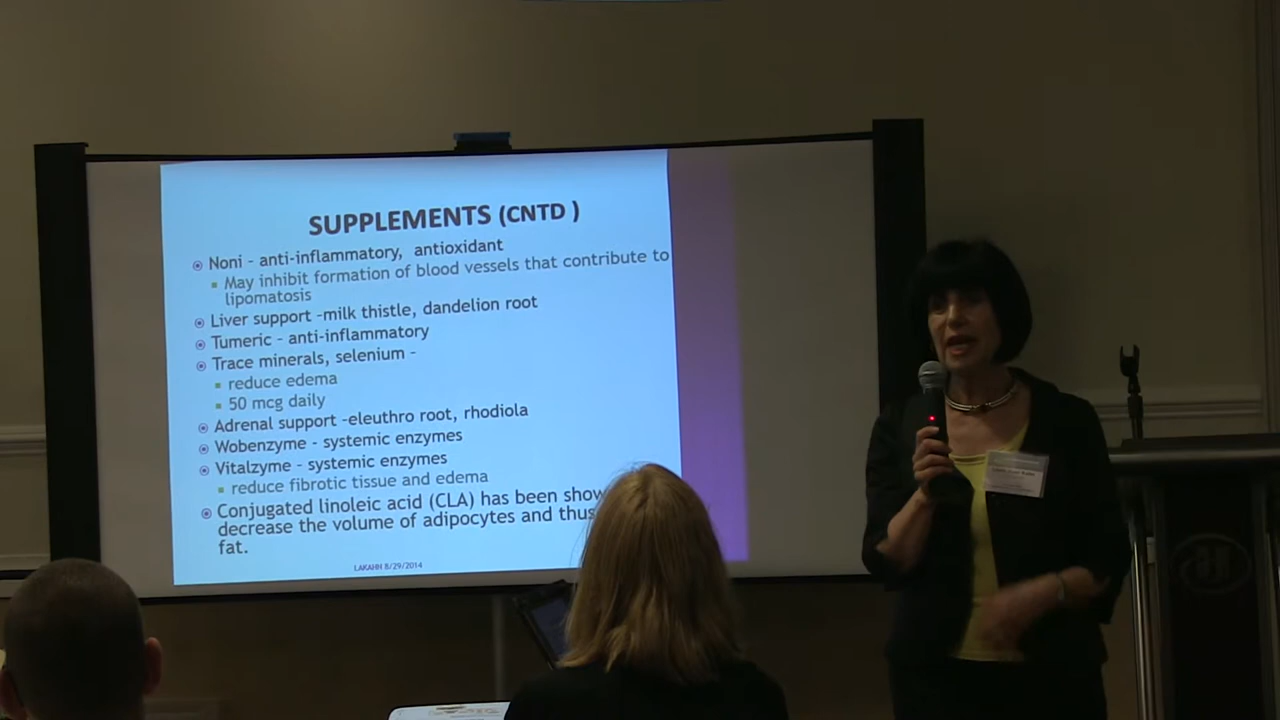 SUPPLEMENTS (CNTD )
Noni - anti-inflammatory, antioxidant
May inhibit formation of blood vessels that contribute to
lipomatosis
Liver support -milk thistle, dandelion root
Tumeric - anti-inflammatory
Trace minerals, selenium -
reduce edema
50 mcg daily
Adrenal support -eleuthro root, rhodiola
Wobenzyme - systemic enzymes
Vitalzyme - systemic enzymes
reduce fibrotic tissue and edema
Conjugated linoleic acid (CLA) has been show
decrease the volume of adipocytes and thus
fat.
LAKAHN 8/29/2014